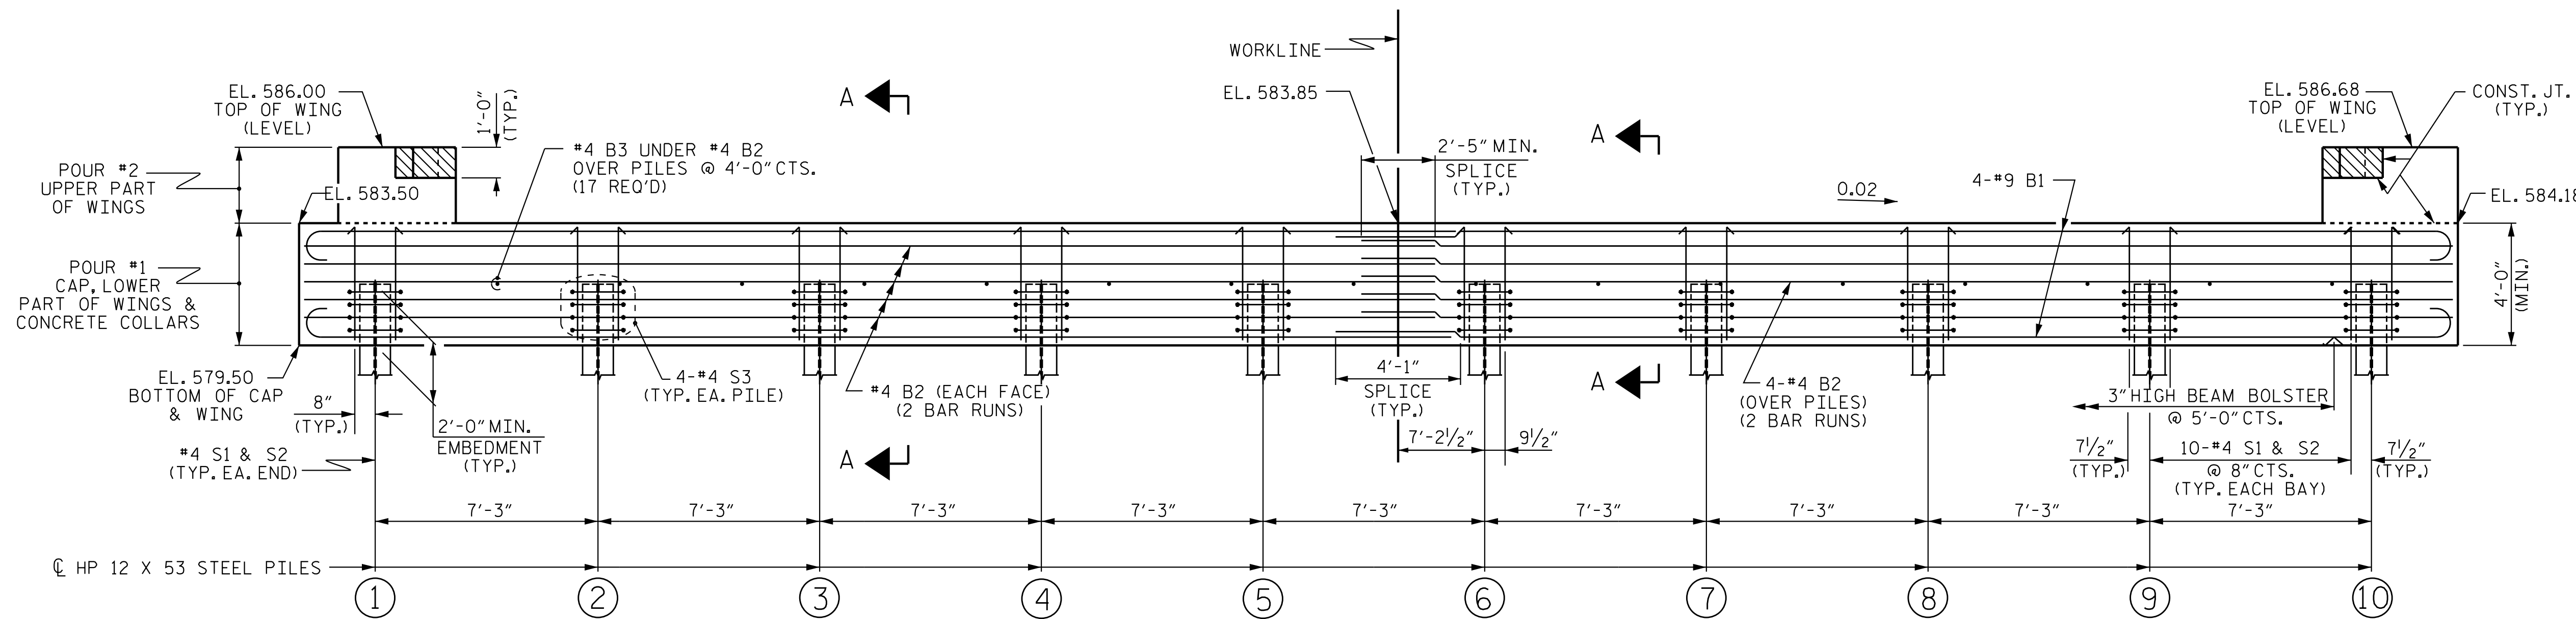 WORKLINE
EL. 583.85
EL. 586.00
TOP OF WING
(LEVEL)
1'-0"
(TYP.)
A
A
EL. 586.68
TOP OF WING
(LEVEL)
CONST. JT.
(TYP.)
#4 B3 UNDER #4 B2
OVER PILES @ 4'-0" CTS.
(17 REQ'D)
2'-5" MIN.
SPLICE
(TYP.)
POUR #2
UPPER PART
OF WINGS
EL. 583.50
0.02
4-#9 B1
EL. 584.18
POUR #1
CAP, LOWER
PART OF WINGS &
CONCRETE COLLARS
4'-0"
(MIN.)
EL. 579.50
BOTTOM OF CAP
& WING
8"
(TYP.)
2'-0" MIN.
EMBEDMENT
(TYP.)
4-#4 S3
(TYP. EA. PILE)
#4 B2 (EACH FACE)
(2 BAR RUNS)
4'-1"
SPLICE
(TYP.)
A
4-#4 B2
(OVER PILES)
(2 BAR RUNS)
3" HIGH BEAM BOLSTER
@ 5'-0" CTS.
#4 S1 & S2
(TYP. EA. END)
A
7'-2 1/2"
9 1/2"
7 1/2"
(TYP.)
10-#4 S1 & S2
@ 8" CTS.
(TYP. EACH BAY)
7 1/2"
(TYP.)
7'-3"
7'-3"
7'-3"
7'-3"
7'-3"
7'-3"
7'-3"
7'-3"
7'-3"
℄ HP 12 X 53 STEEL PILES
1
2
3
4
5
6
7
8
9
10